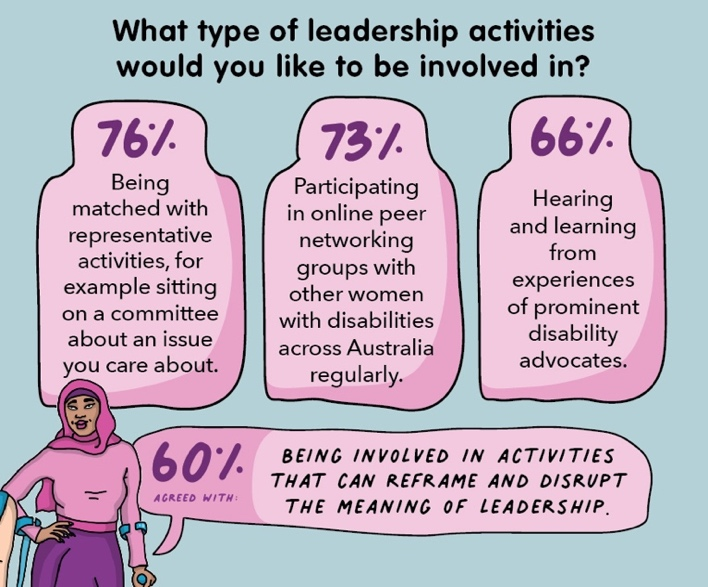 What type of leadership activities
would you like to be involved in?
76%
Being
matched with
representative
activities, for
example sitting
on a committee
about an issue
you care about.
73%
Participating
in online peer
networking
groups with
other women
with disabilities
across Australia
regularly.
66%
Hearing
and learning
from
experiences
of prominent
disability
advocates.
60%
AGREED WITH:
BEING INVOLVED IN ACTIVITIES
THAT CAN REFRAME AND DISRUPT
THE MEANING OF LEADERSHIP.